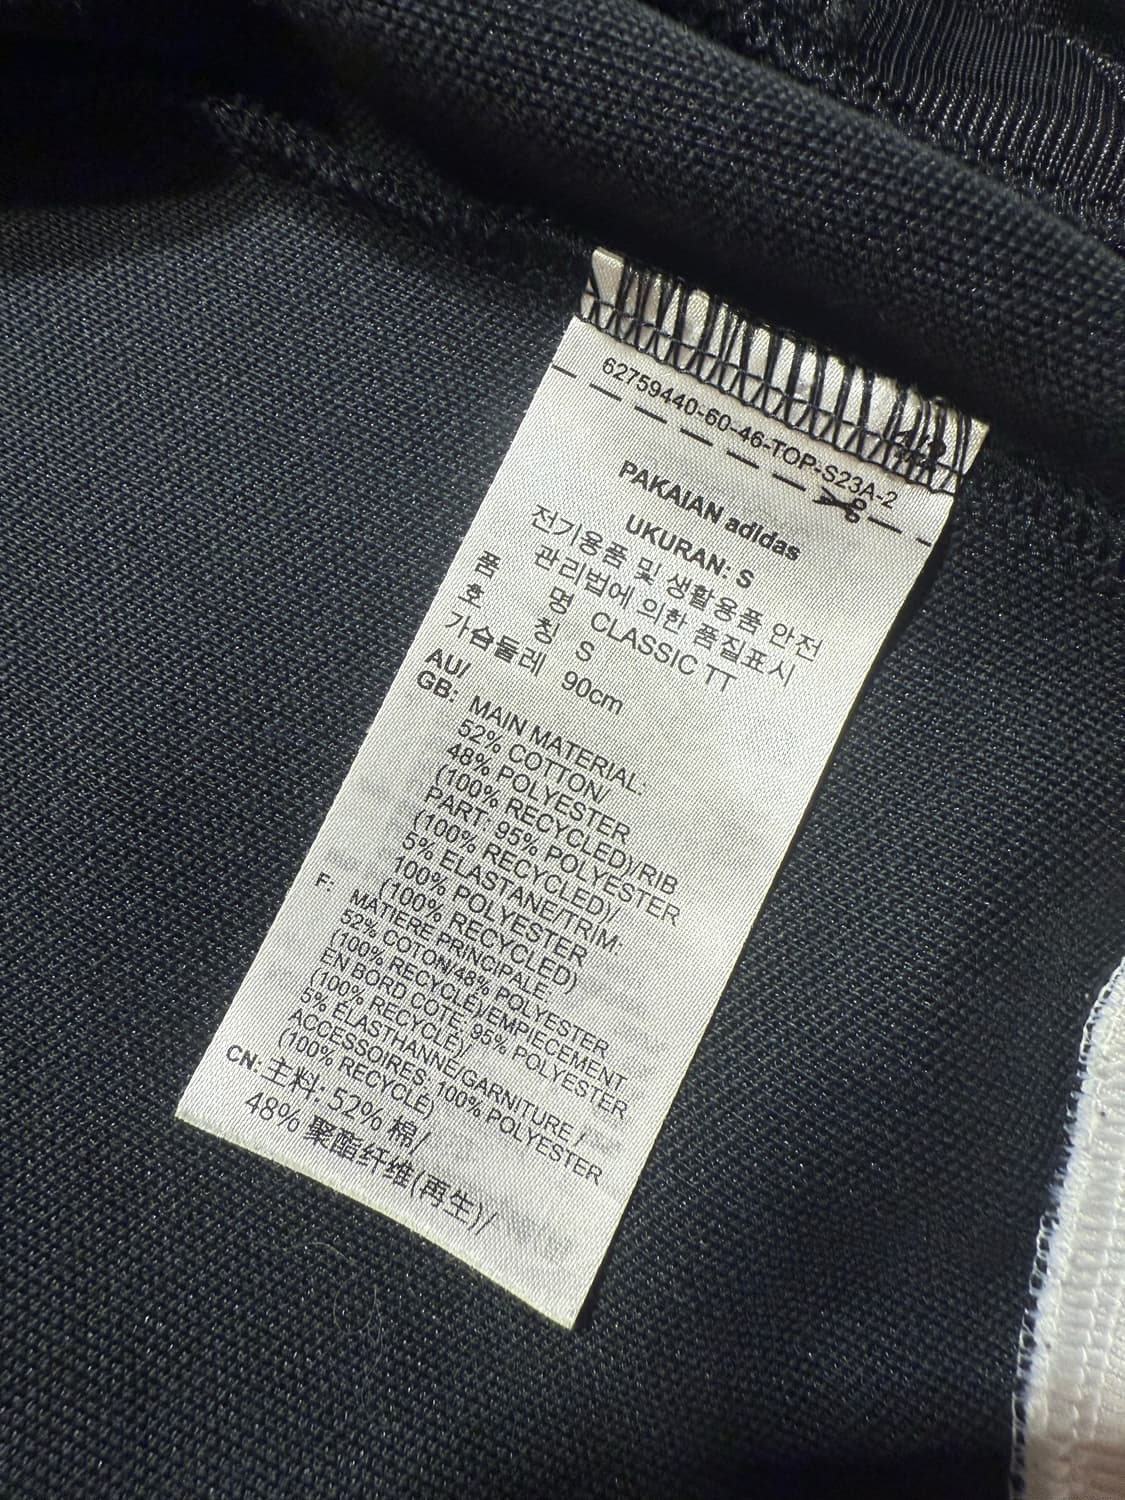 62759440-60-46-TOP-S23A-2
PAKAIAN adidas
UKURAN: S
전기용품 및 생활용품 안전
관리법에 의한 품질표시
품 명 CLASSIC TT
호 칭 S
가슴둘레 90cm
AU/
GB: MAIN MATERIAL:
52% COTTON/
48% POLYESTER
(100% RECYCLED)/RIB
PART: 95% POLYESTER
(100% RECYCLED)/
5% ELASTANE/TRIM:
100% POLYESTER
(100% RECYCLED)
F: MATIERE PRINCIPALE:
52% COTON/48% POLYESTER
(100% RECYCLÉ)/EMPIECEMENT
EN BORD COTE: 95% POLYESTER
(100% RECYCLÉ)/
5% ÉLASTHANNE/GARNITURE /
ACCESSOIRES: 100% POLYESTER
(100% RECYCLÉ)
CN: 主料: 52% 棉/
48% 聚酯纤维(再生)/